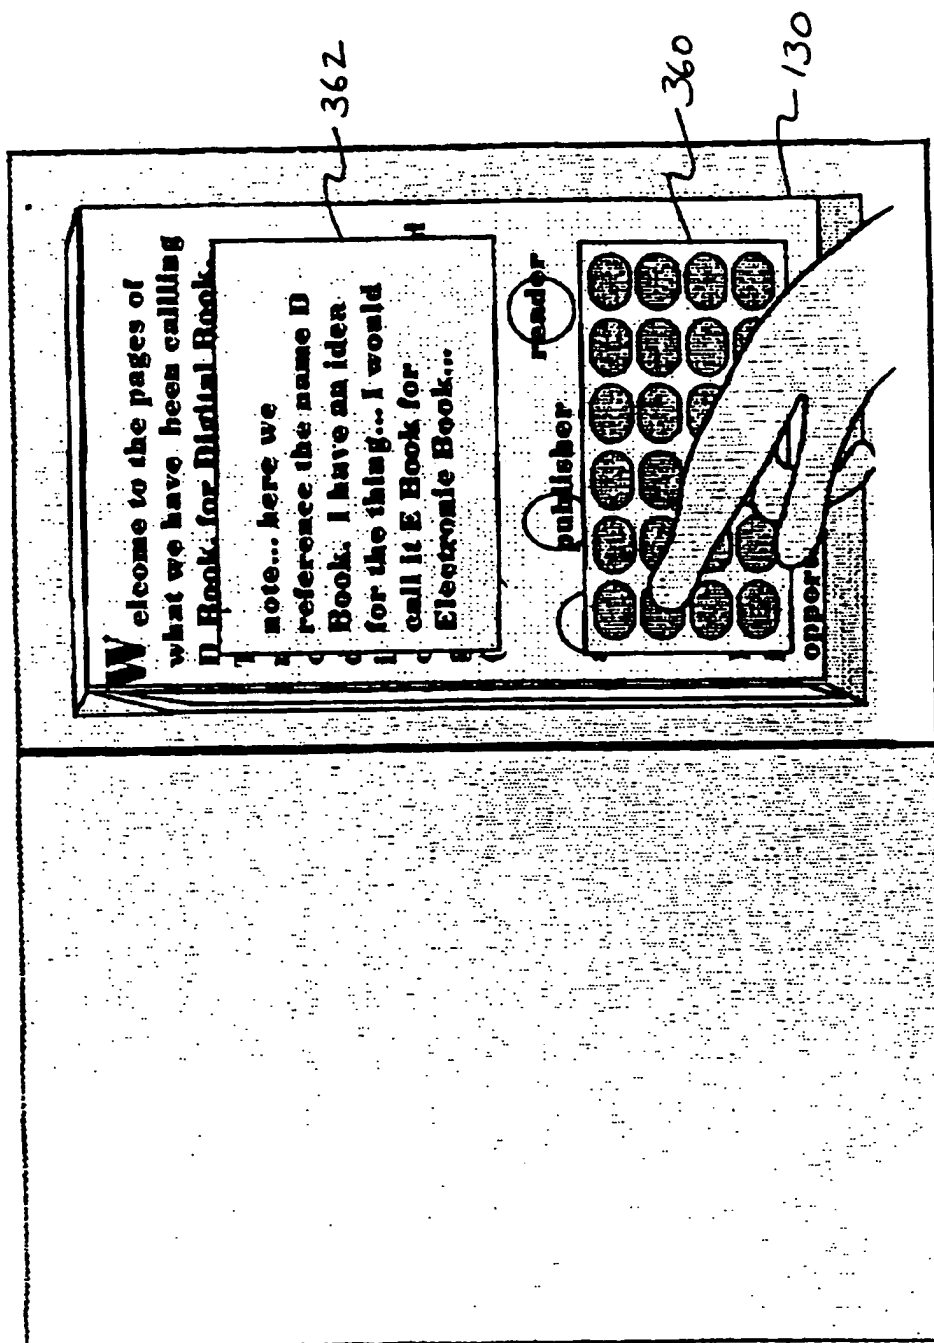 Welcome to the pages of
what we have been callling
D Book, for Digital Book.
note... here we
reference the name D
Book. I have an idea
for the thing... I would
call it E Book for
Electronic Book...
publisher
reader
oppor
362
360
130